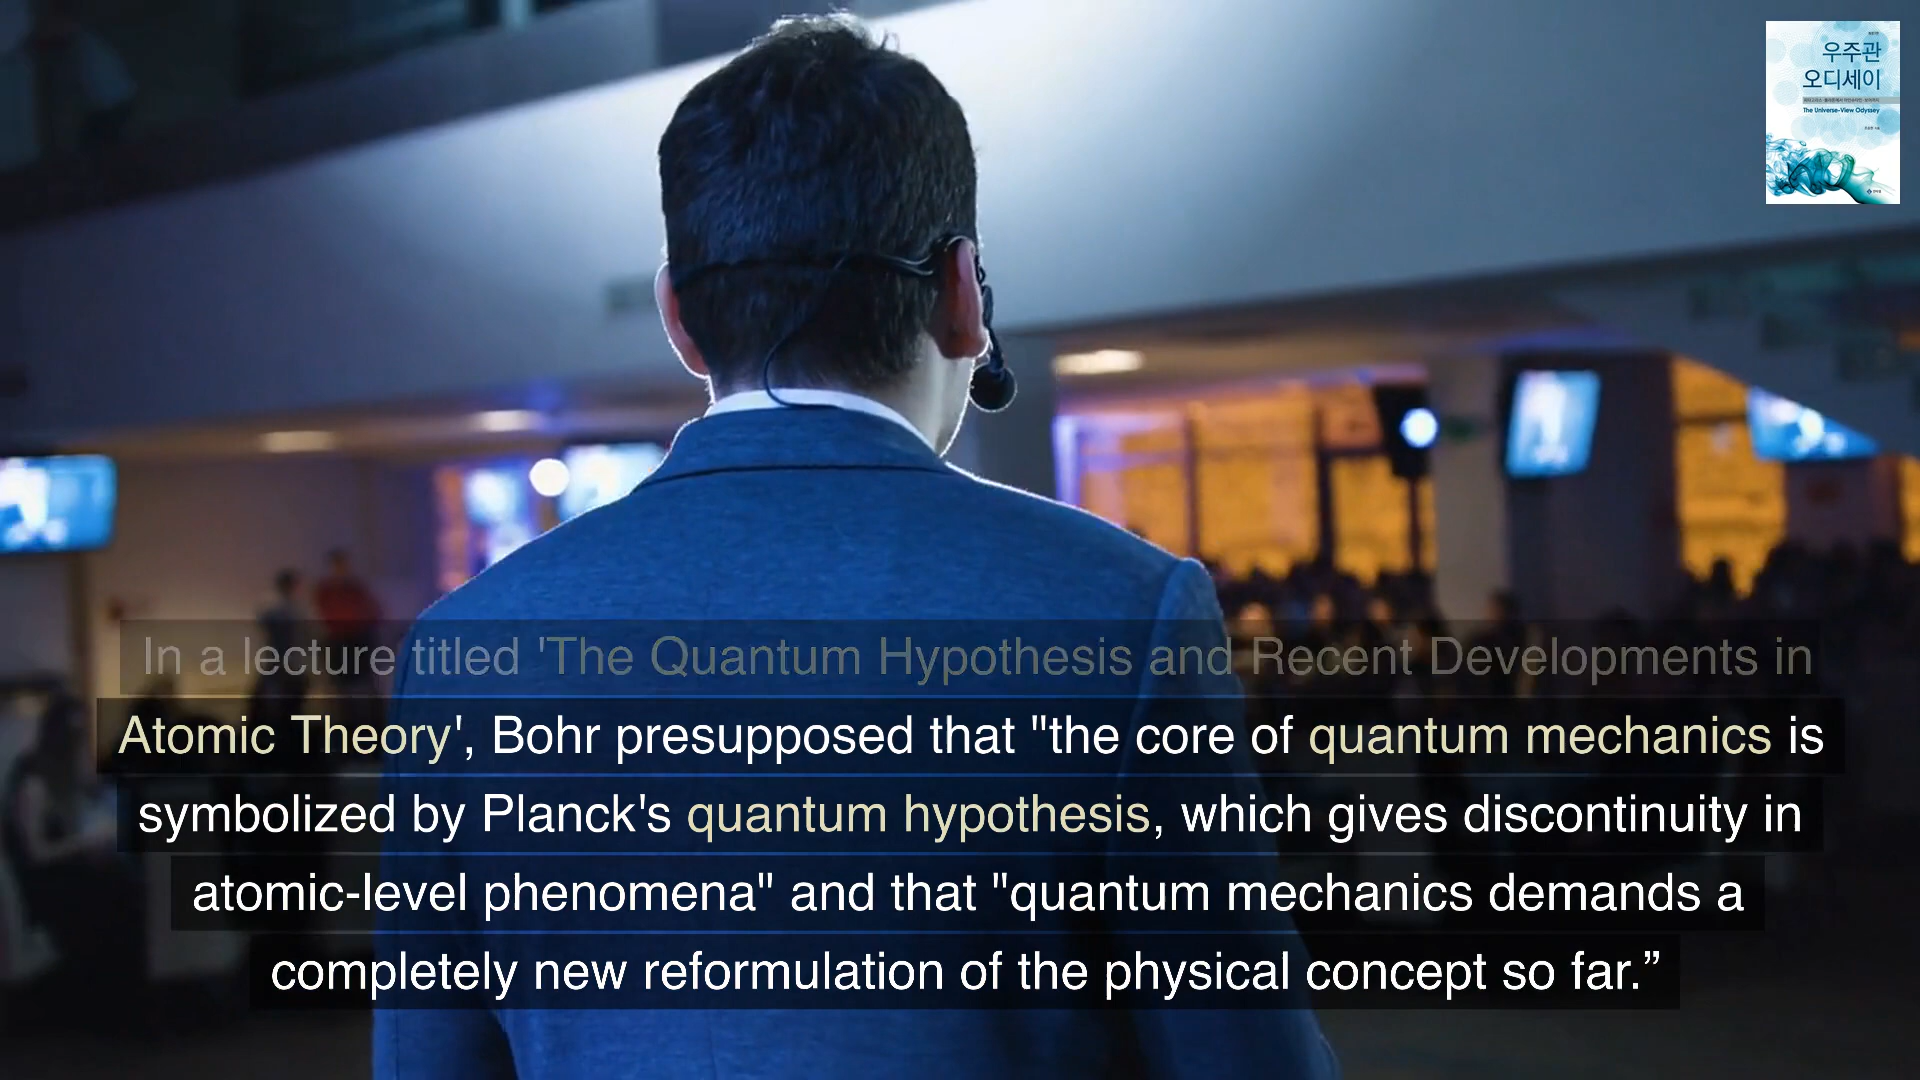 우주관
오디세이
The Universe-View Odyssey
In a lecture titled 'The Quantum Hypothesis and Recent Developments in
Atomic Theory', Bohr presupposed that "the core of quantum mechanics is
symbolized by Planck's quantum hypothesis, which gives discontinuity in
atomic-level phenomena" and that "quantum mechanics demands a
completely new reformulation of the physical concept so far.”